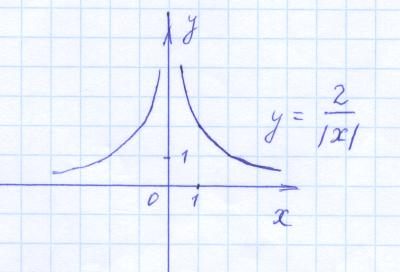 y
y = 2/|x|
1
0 1
x